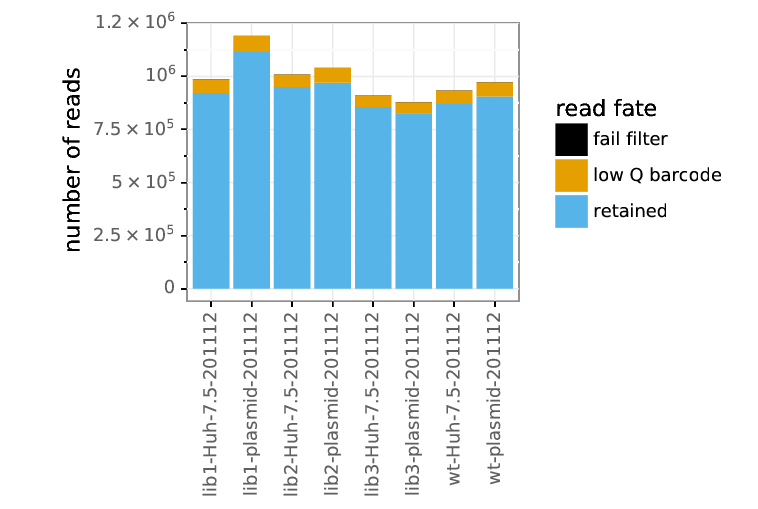 1.2 × 10⁶
10⁶
7.5 × 10⁵
5 × 10⁵
2.5 × 10⁵
0
number of reads
lib1-Huh-7.5-201112
lib1-plasmid-201112
lib2-Huh-7.5-201112
lib2-plasmid-201112
lib3-Huh-7.5-201112
lib3-plasmid-201112
wt-Huh-7.5-201112
wt-plasmid-201112
read fate
fail filter
low Q barcode
retained